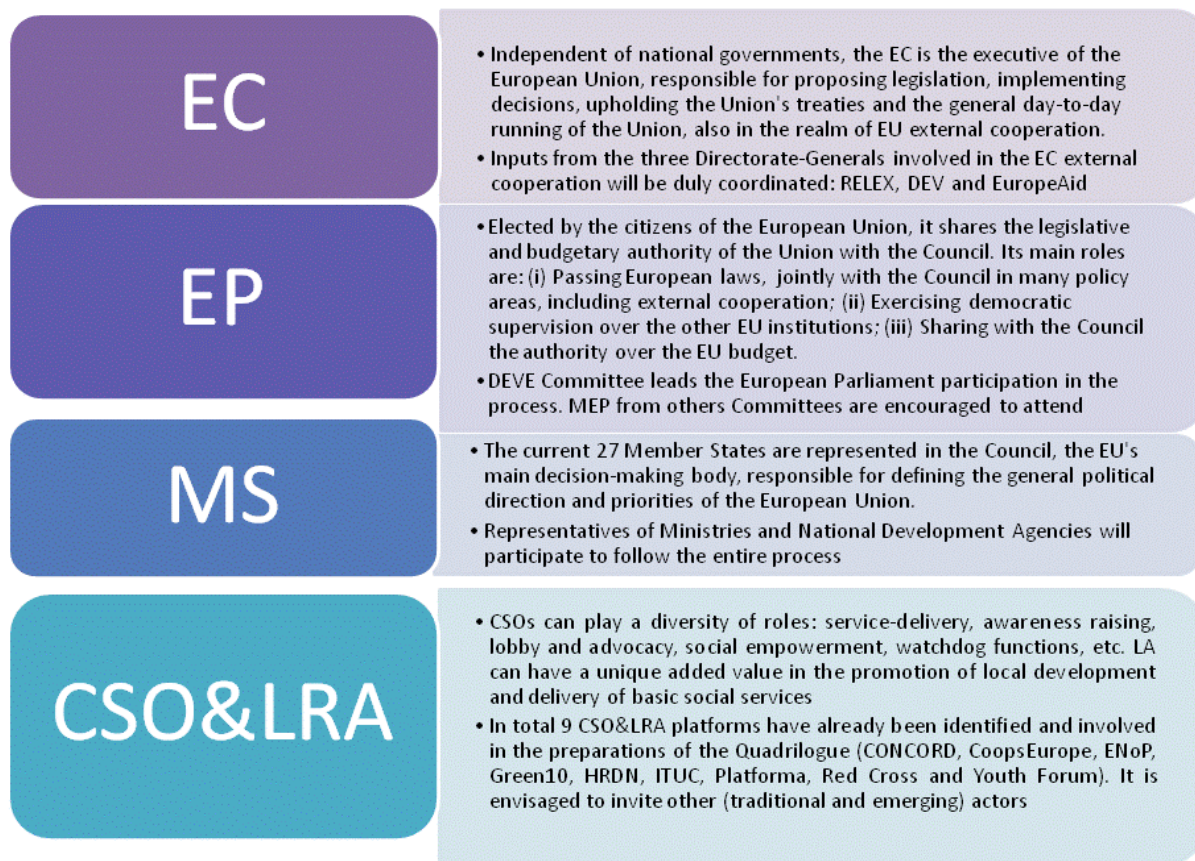 EC
• Independent of national governments, the EC is the executive of the
European Union, responsible for proposing legislation, implementing
decisions, upholding the Union's treaties and the general day-to-day
running of the Union, also in the realm of EU external cooperation.
• Inputs from the three Directorate-Generals involved in the EC external
cooperation will be duly coordinated: RELEX, DEV and EuropeAid
EP
• Elected by the citizens of the European Union, it shares the legislative
and budgetary authority of the Union with the Council. Its main roles
are: (i) Passing European laws, jointly with the Council in many policy
areas, including external cooperation; (ii) Exercising democratic
supervision over the other EU institutions; (iii) Sharing with the Council
the authority over the EU budget.
• DEVE Committee leads the European Parliament participation in the
process. MEP from others Committees are encouraged to attend
MS
• The current 27 Member States are represented in the Council, the EU's
main decision-making body, responsible for defining the general political
direction and priorities of the European Union.
• Representatives of Ministries and National Development Agencies will
participate to follow the entire process
CSO&LRA
• CSOs can play a diversity of roles: service-delivery, awareness raising,
lobby and advocacy, social empowerment, watchdog functions, etc. LA
can have a unique added value in the promotion of local development
and delivery of basic social services
• In total 9 CSO&LRA platforms have already been identified and involved
in the preparations of the Quadrilogue (CONCORD, CoopsEurope, ENoP,
Green10, HRDN, ITUC, Platforma, Red Cross and Youth Forum). It is
envisaged to invite other (traditional and emerging) actors